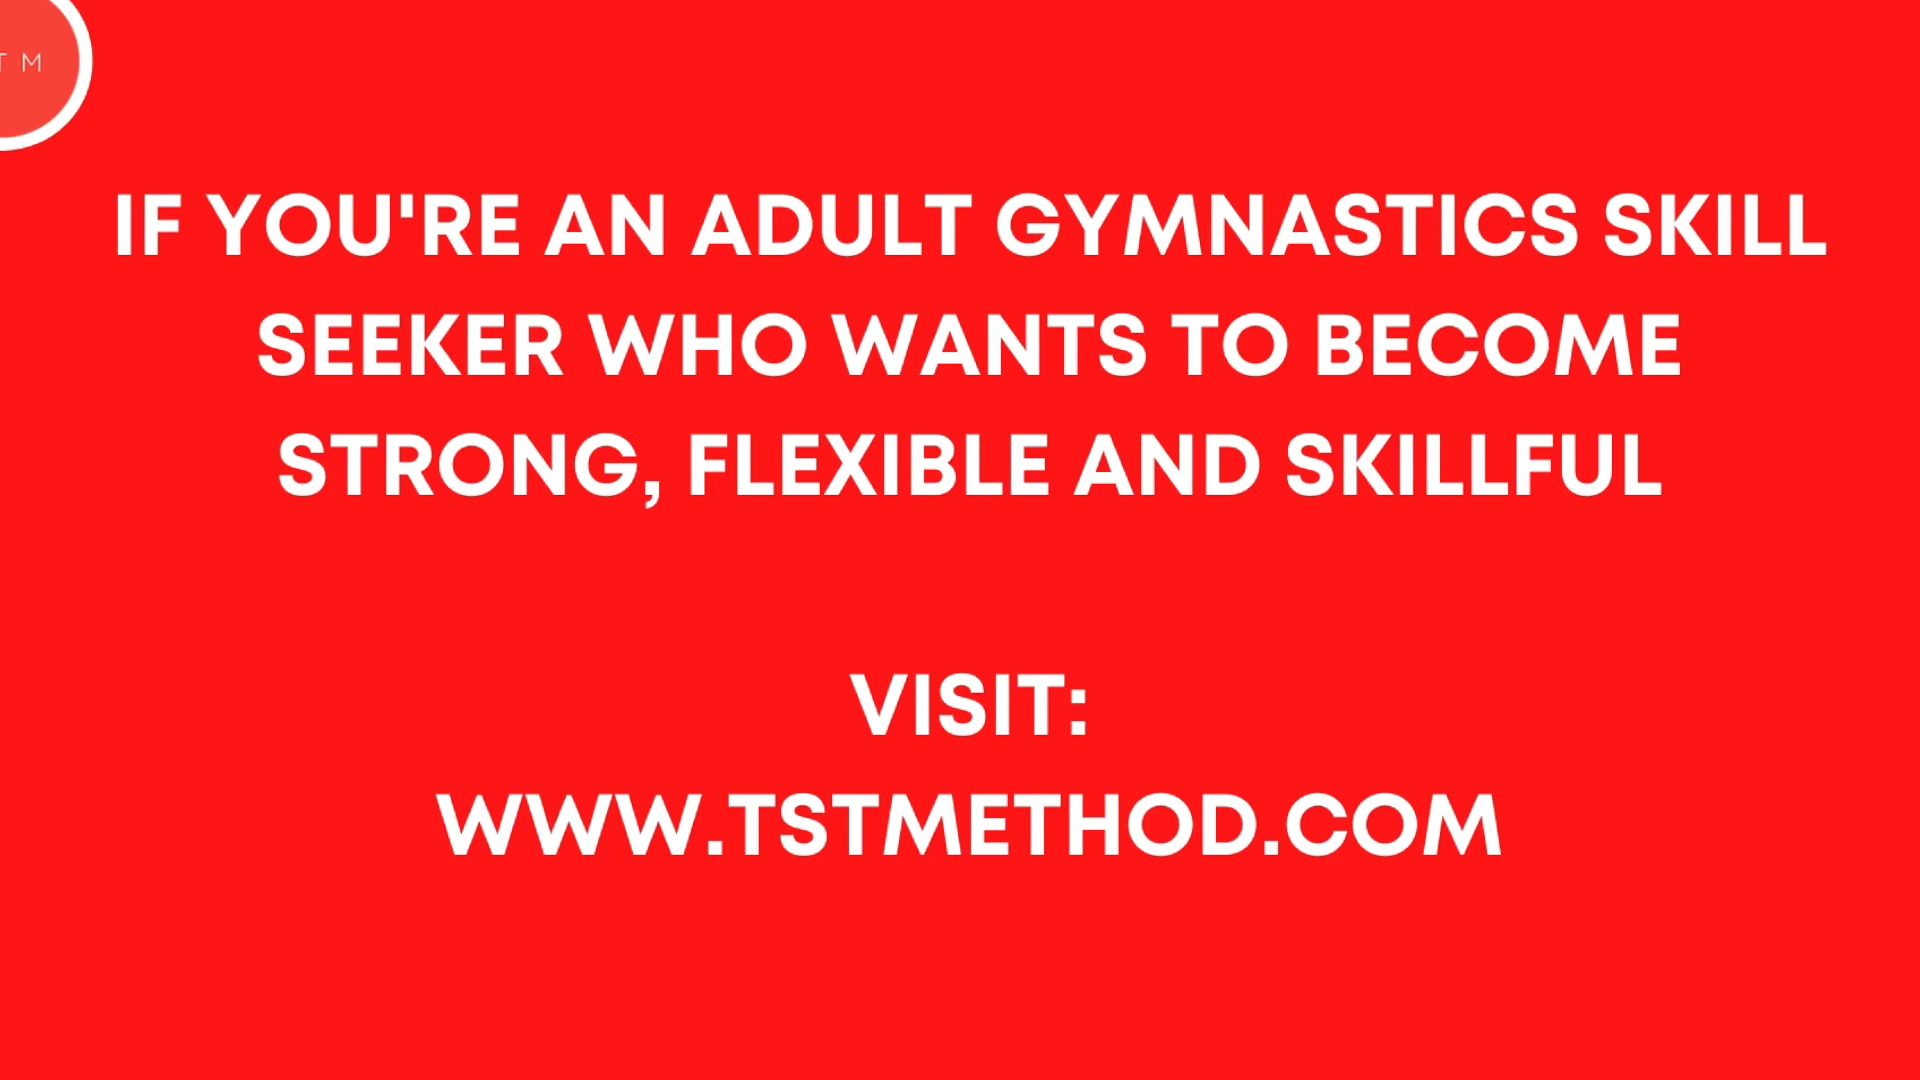 TM
IF YOU'RE AN ADULT GYMNASTICS SKILL
SEEKER WHO WANTS TO BECOME
STRONG, FLEXIBLE AND SKILLFUL
VISIT:
WWW.TSTMETHOD.COM